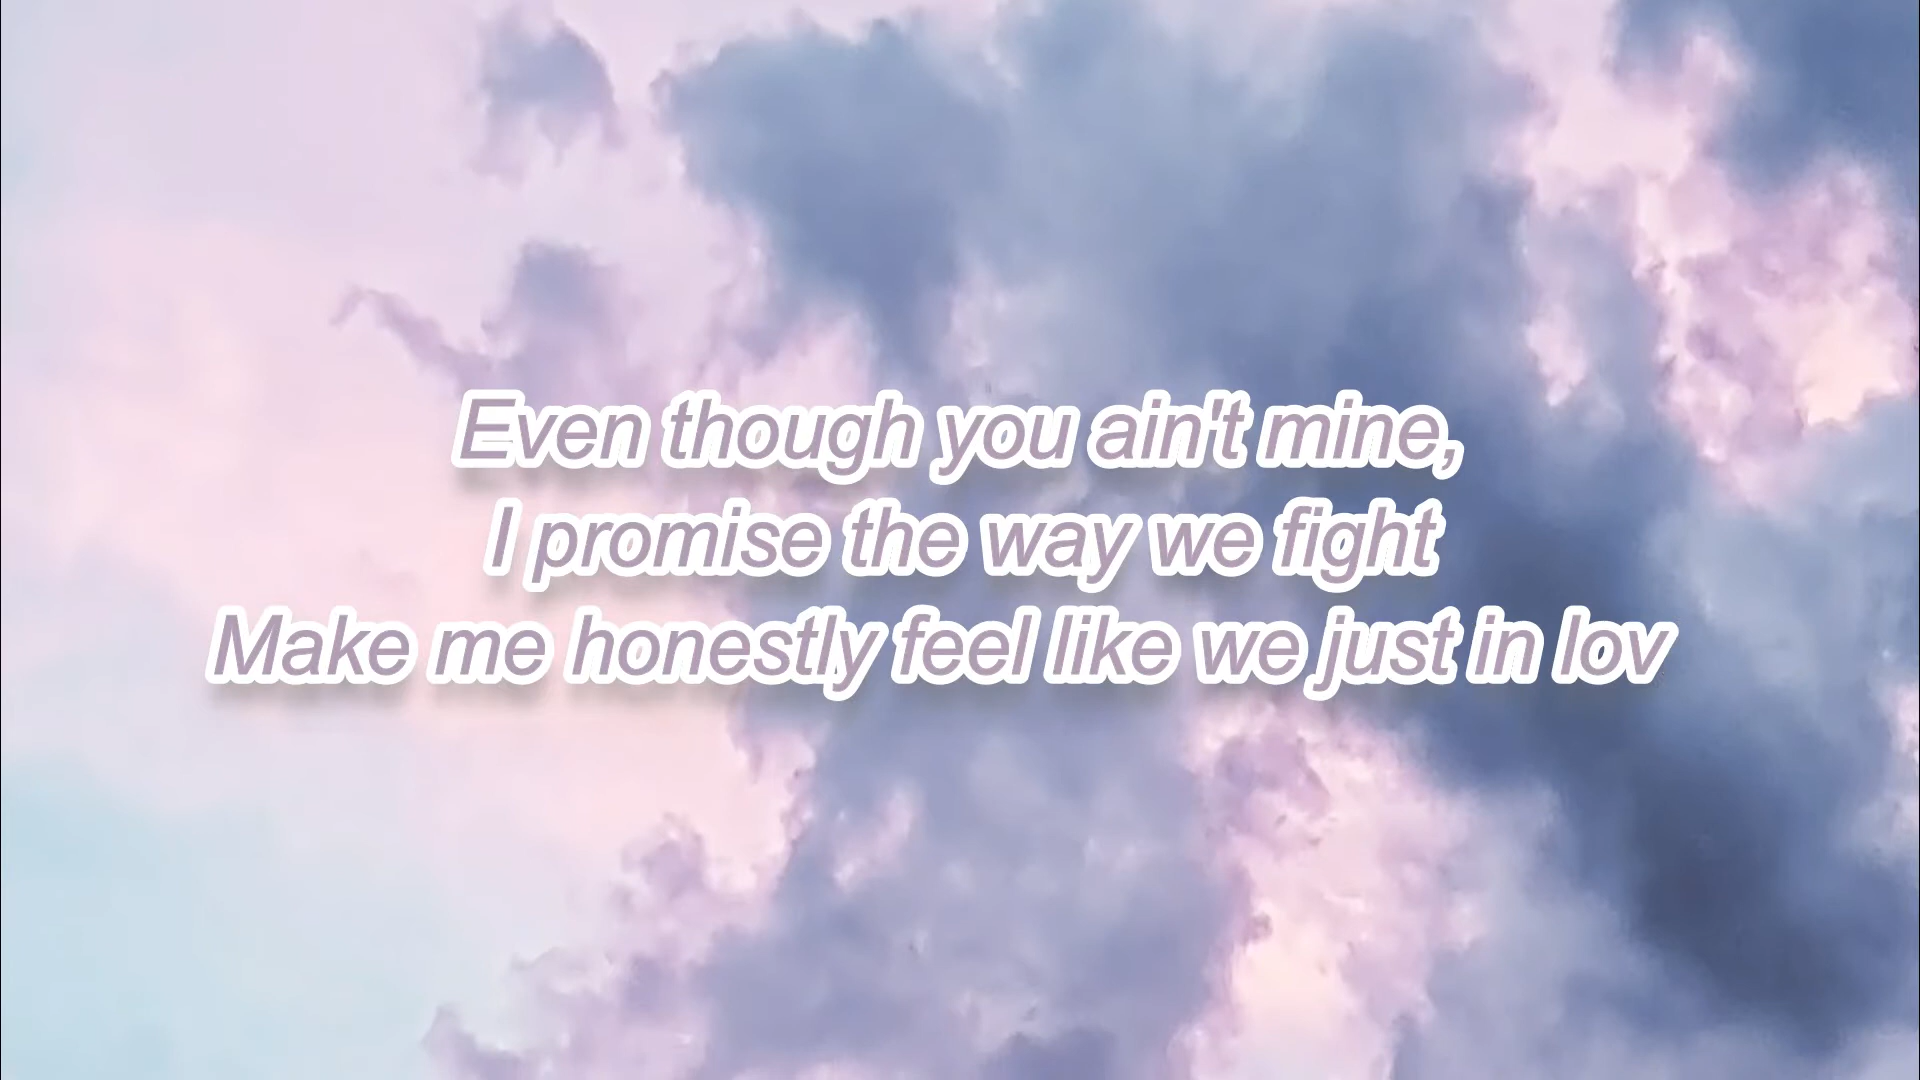 Even though you ain't mine,
I promise the way we fight
Make me honestly feel like we just in lov